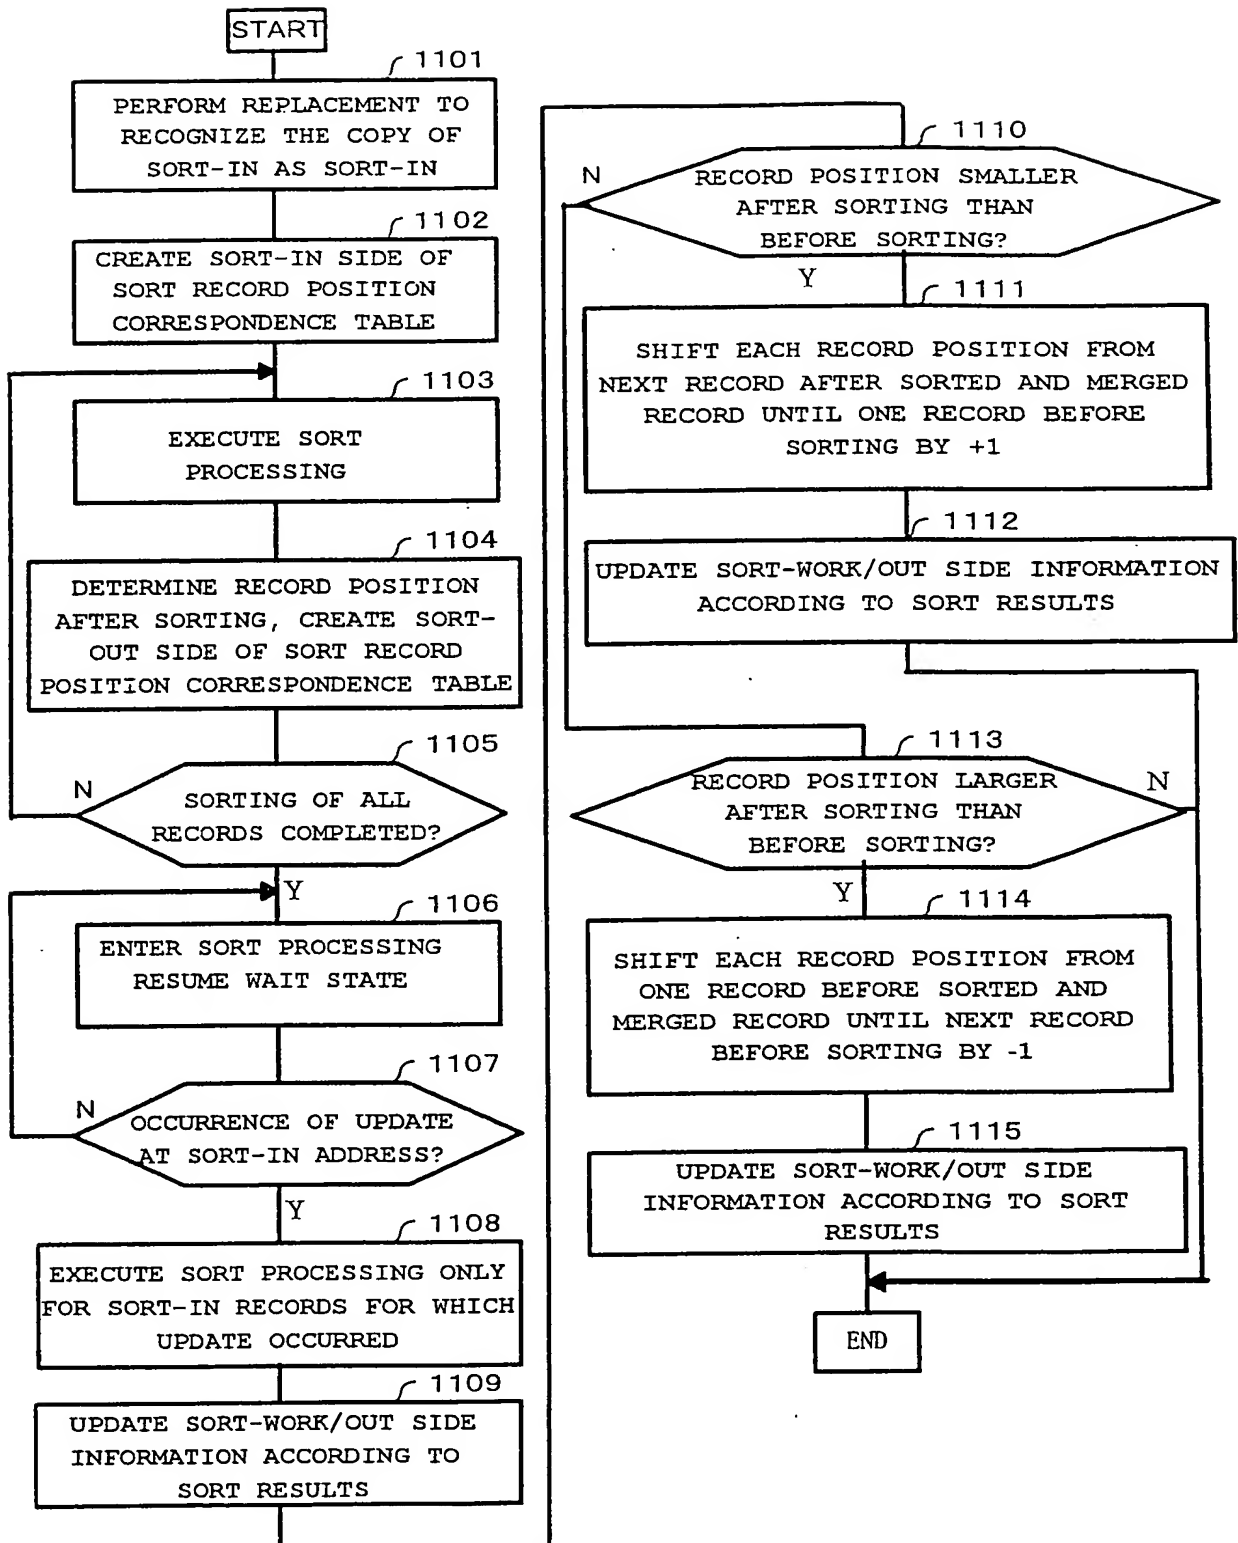 START
1101
PERFORM REPLACEMENT TO
RECOGNIZE THE COPY OF
SORT-IN AS SORT-IN
1102
CREATE SORT-IN SIDE OF
SORT RECORD POSITION
CORRESPONDENCE TABLE
1103
EXECUTE SORT
PROCESSING
1104
DETERMINE RECORD POSITION
AFTER SORTING, CREATE SORT-
OUT SIDE OF SORT RECORD
POSITION CORRESPONDENCE TABLE
1105
N
SORTING OF ALL
RECORDS COMPLETED?
Y
1106
ENTER SORT PROCESSING
RESUME WAIT STATE
1107
N
OCCURRENCE OF UPDATE
AT SORT-IN ADDRESS?
Y
1108
EXECUTE SORT PROCESSING ONLY
FOR SORT-IN RECORDS FOR WHICH
UPDATE OCCURRED
1109
UPDATE SORT-WORK/OUT SIDE
INFORMATION ACCORDING TO
SORT RESULTS
1110
N
RECORD POSITION SMALLER
AFTER SORTING THAN
BEFORE SORTING?
Y
1111
SHIFT EACH RECORD POSITION FROM
NEXT RECORD AFTER SORTED AND MERGED
RECORD UNTIL ONE RECORD BEFORE
SORTING BY +1
1112
UPDATE SORT-WORK/OUT SIDE INFORMATION
ACCORDING TO SORT RESULTS
1113
RECORD POSITION LARGER
AFTER SORTING THAN
BEFORE SORTING?
N
Y
1114
SHIFT EACH RECORD POSITION FROM
ONE RECORD BEFORE SORTED AND
MERGED RECORD UNTIL NEXT RECORD
BEFORE SORTING BY -1
1115
UPDATE SORT-WORK/OUT SIDE
INFORMATION ACCORDING TO SORT
RESULTS
END